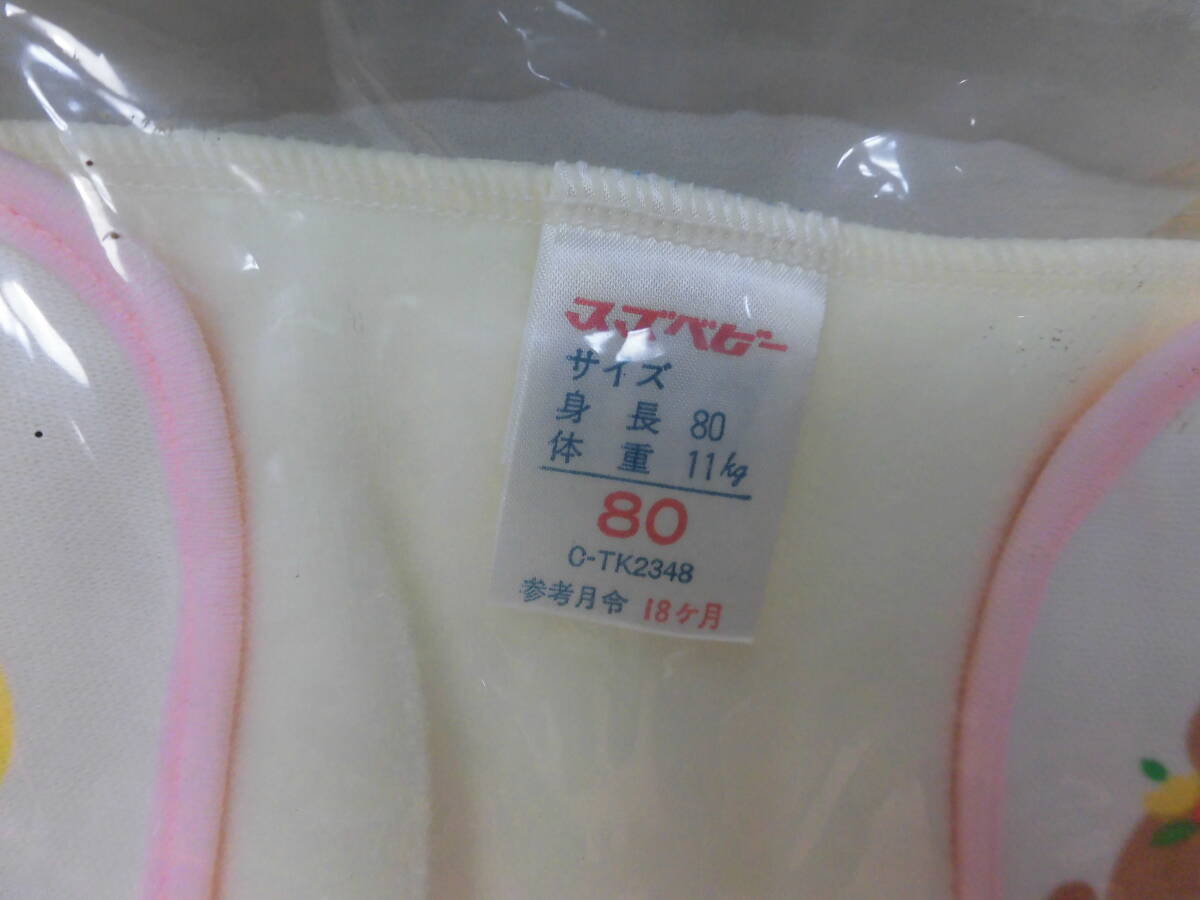 スズベビー
サイズ
身長 80
体重 11kg
80
C-TK2348
参考月令 18ケ月